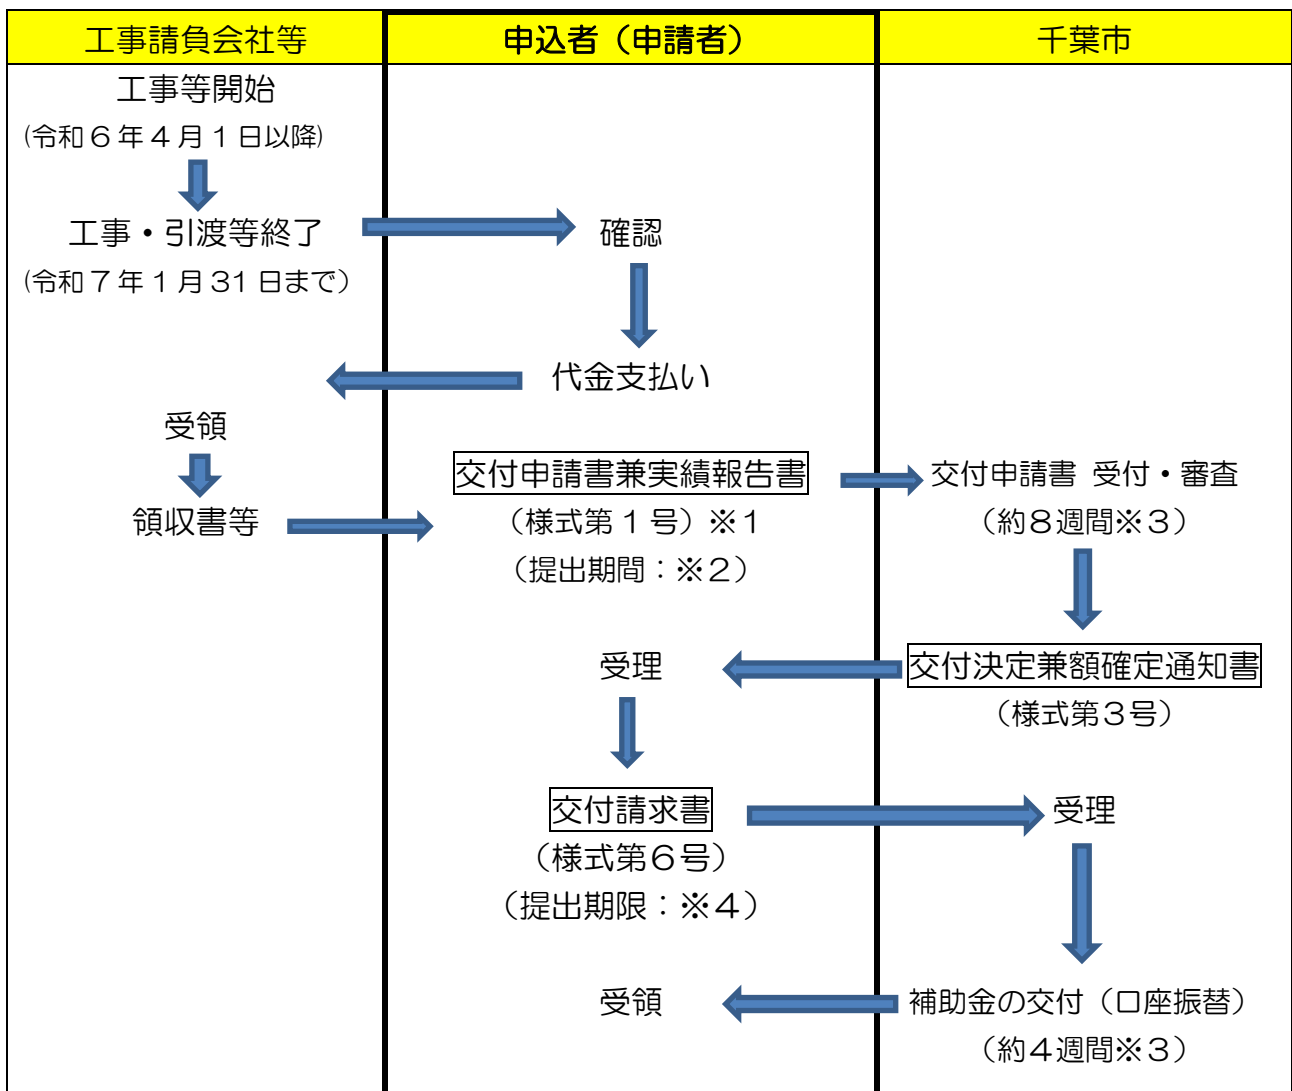 工事請負会社等
申込者（申請者）
千葉市
工事等開始
(令和６年４月１日以降)
工事・引渡等終了
確認
(令和７年１月31日まで）
代金支払い
受領
交付申請書兼実績報告書
交付申請書 受付・審査
領収書等
（様式第１号）※１
（約８週間※３）
（提出期間：※２）
受理
交付決定兼額確定通知書
（様式第３号）
交付請求書
受理
（様式第６号）
（提出期限：※４）
受領
補助金の交付（口座振替）
（約４週間※３）